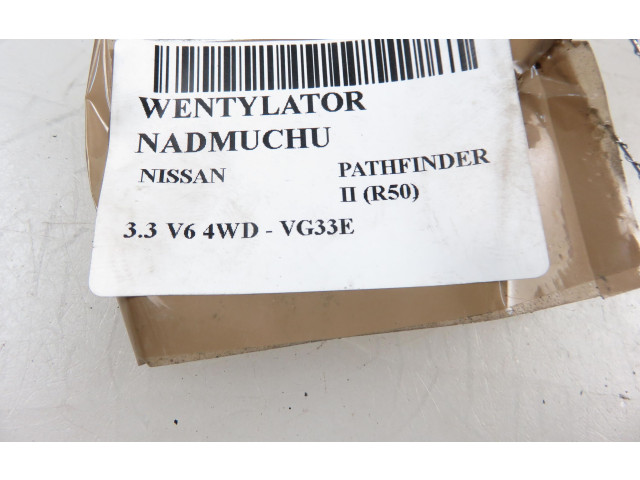 WENTYLATOR
NADMUCHU
NISSAN PATHFINDER
II (R50)
3.3 V6 4WD - VG33E